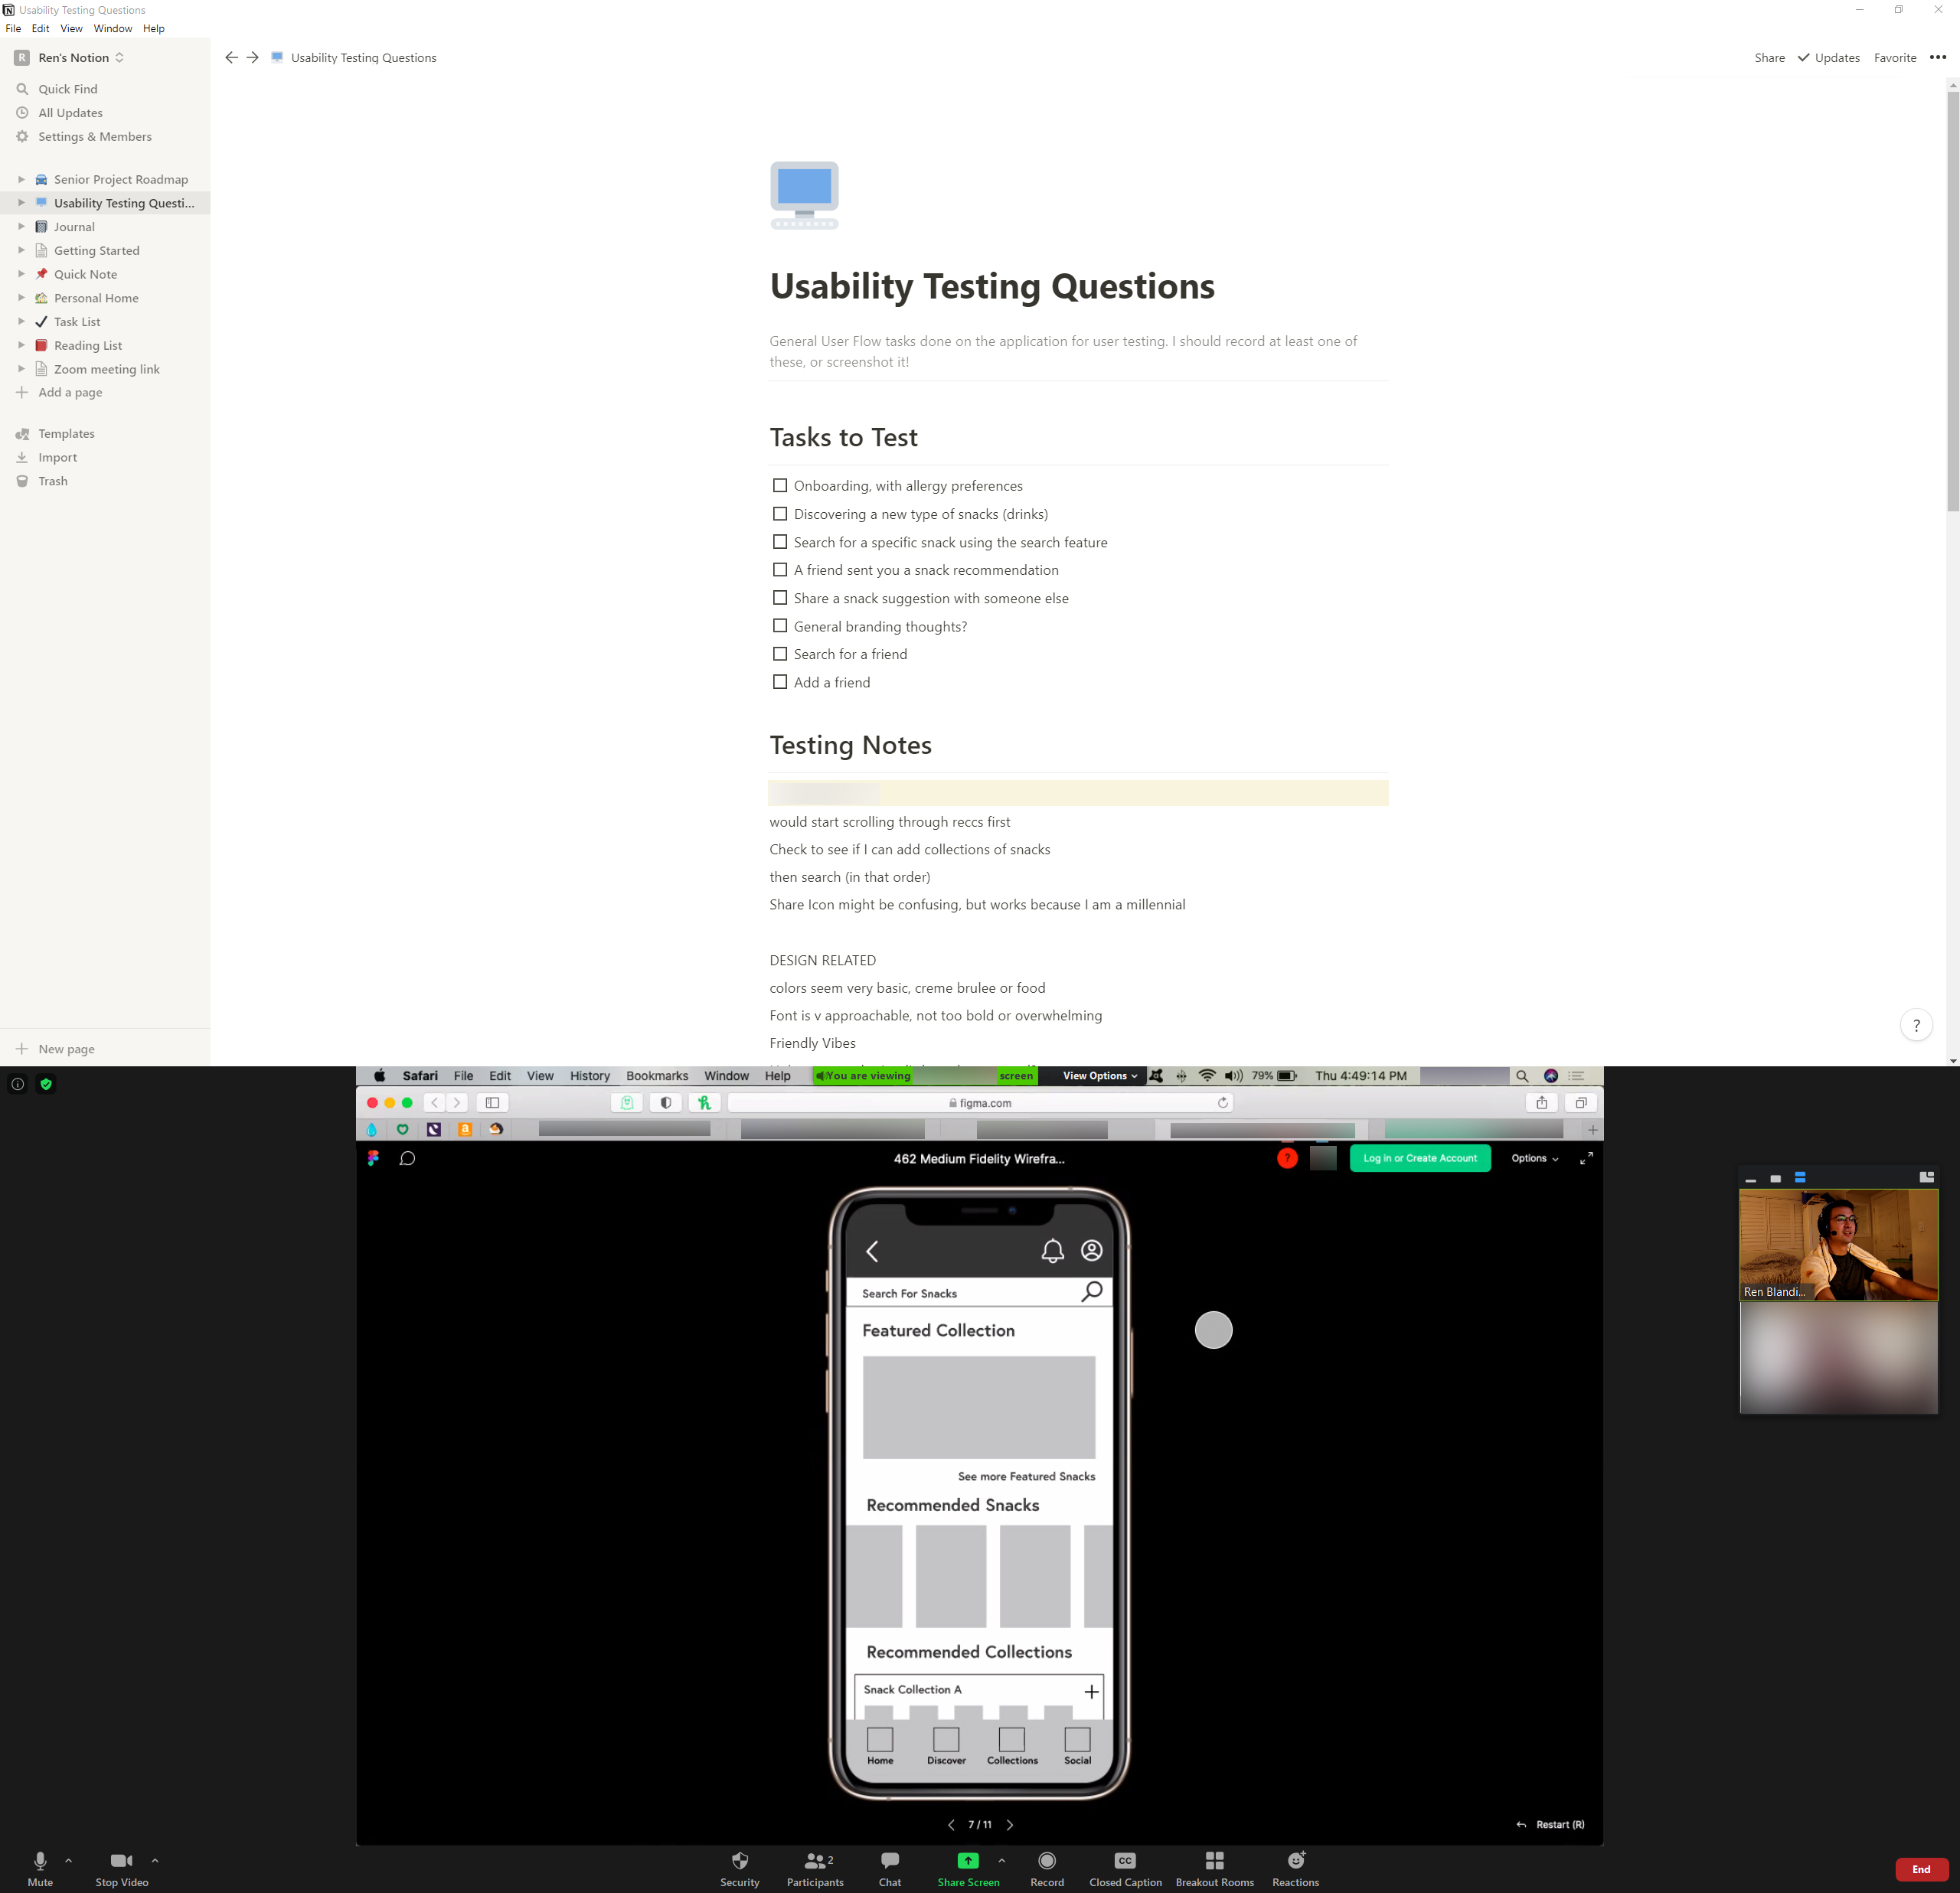 Usability Testing Questions
File Edit View Window Help
R Ren's Notion
Usability Testing Questions
Share Updates Favorite
Quick Find
All Updates
Settings & Members
Senior Project Roadmap
Usability Testing Questi...
Journal
Getting Started
Quick Note
Personal Home
Task List
Reading List
Zoom meeting link
Add a page
Templates
Import
Trash
New page
Usability Testing Questions
General User Flow tasks done on the application for user testing. I should record at least one of
these, or screenshot it!
Tasks to Test
Onboarding, with allergy preferences
Discovering a new type of snacks (drinks)
Search for a specific snack using the search feature
A friend sent you a snack recommendation
Share a snack suggestion with someone else
General branding thoughts?
Search for a friend
Add a friend
Testing Notes
would start scrolling through reccs first
Check to see if I can add collections of snacks
then search (in that order)
Share Icon might be confusing, but works because I am a millennial
DESIGN RELATED
colors seem very basic, creme brulee or food
Font is v approachable, not too bold or overwhelming
Friendly Vibes
?
Safari File Edit View History Bookmarks Window Help You are viewing screen View Options 79% Thu 4:49:14 PM
figma.com
462 Medium Fidelity Wirefra...
? Log in or Create Account Options
Search For Snacks
Featured Collection
See more Featured Snacks
Recommended Snacks
Recommended Collections
Snack Collection A
Home Discover Collections Social
7 / 11
Restart (R)
Ren Blandi...
Mute Stop Video Security Participants 2 Chat Share Screen Record CC Closed Caption Breakout Rooms Reactions End